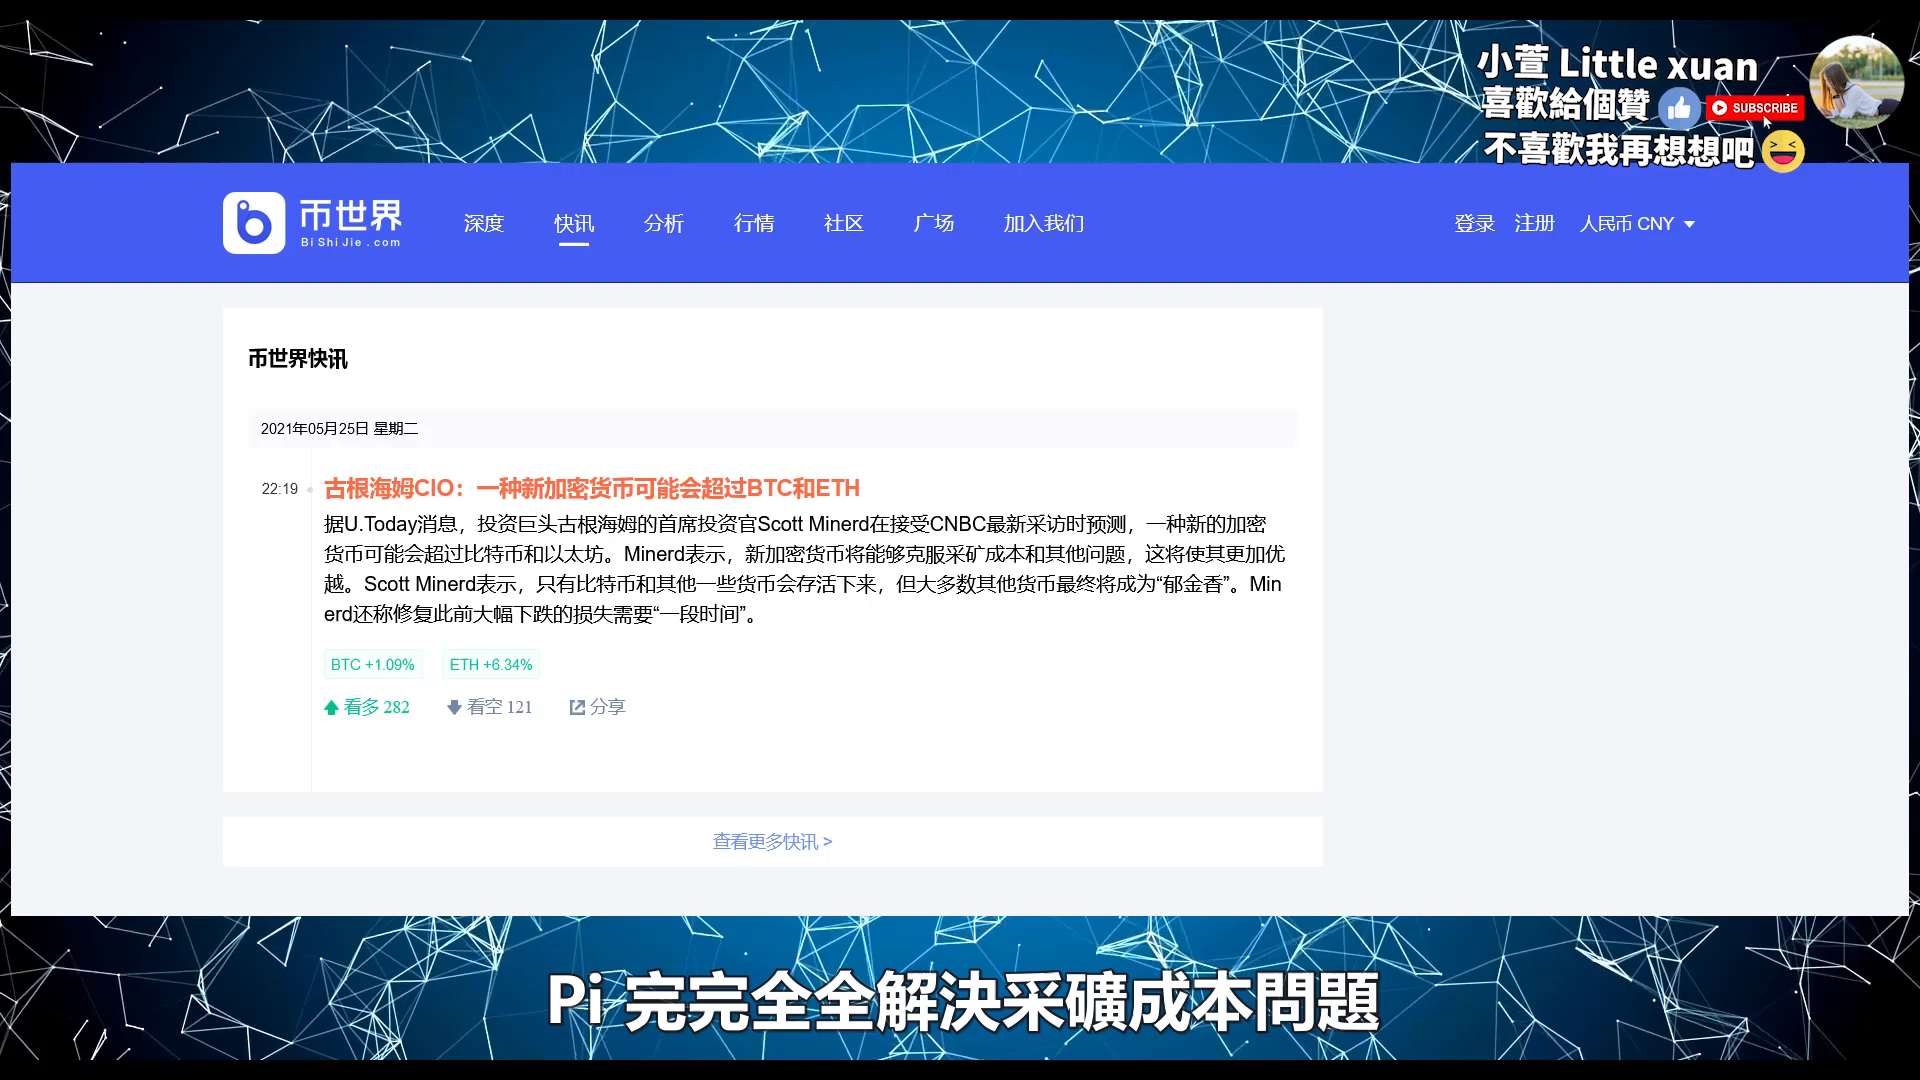 小萱 Little xuan
喜歡給個贊
SUBSCRIBE
不喜歡我再想想吧
币世界
BiShiJie.com
深度 快讯 分析 行情 社区 广场 加入我们
登录 注册 人民币 CNY
币世界快讯
2021年05月25日 星期二
22:19
古根海姆CIO：一种新加密货币可能会超过BTC和ETH
据U.Today消息，投资巨头古根海姆的首席投资官Scott Minerd在接受CNBC最新采访时预测，一种新的加密
货币可能会超过比特币和以太坊。Minerd表示，新加密货币将能够克服采矿成本和其他问题，这将使其更加优
越。Scott Minerd表示，只有比特币和其他一些货币会存活下来，但大多数其他货币最终将成为“郁金香”。Min
erd还称修复此前大幅下跌的损失需要“一段时间”。
BTC +1.09% ETH +6.34%
看多 282 看空 121 分享
查看更多快讯 >
Pi 完完全全解決采礦成本問題